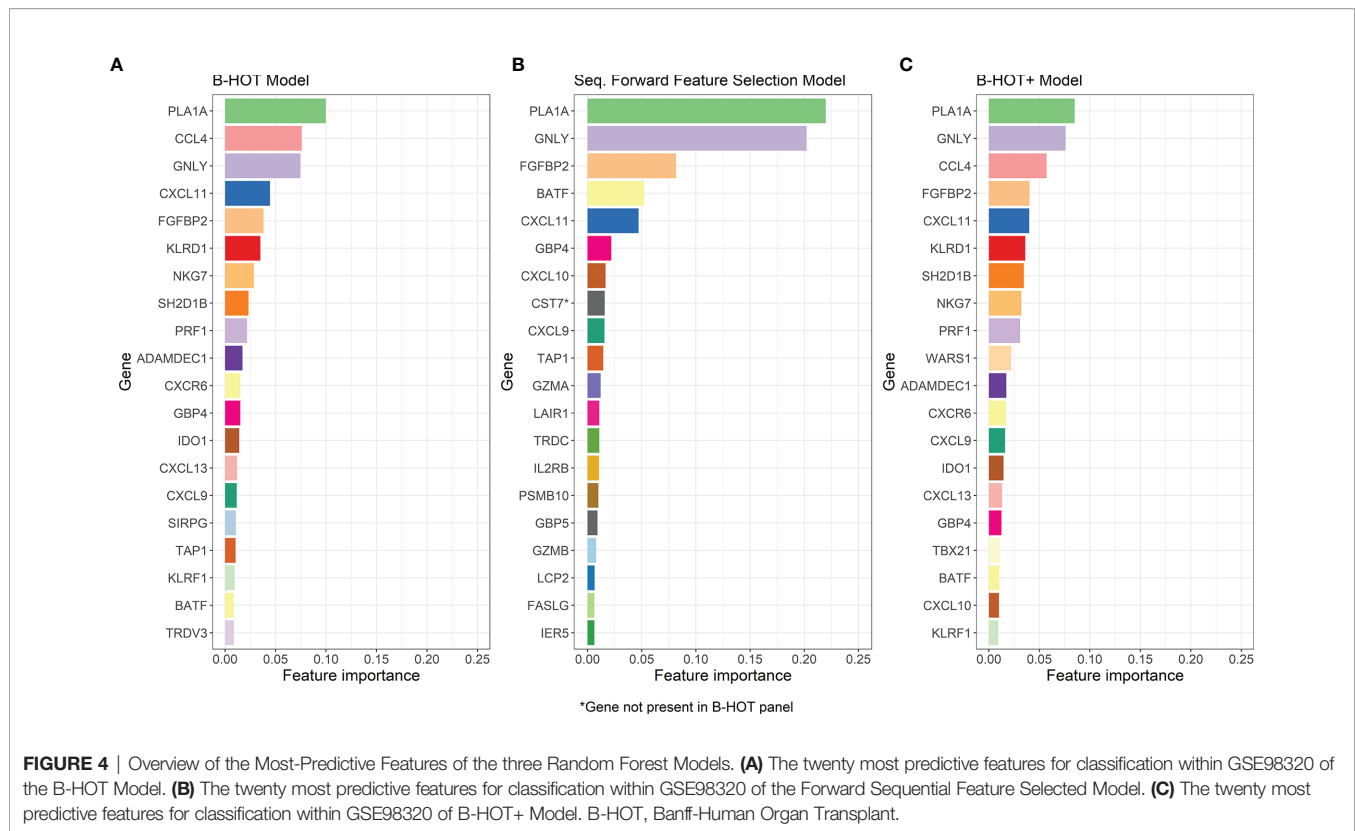 A
B-HOT Model
PLA1A
CCL4
GNLY
CXCL11
FGFBP2
KLRD1
NKG7
SH2D1B
PRF1
ADAMDEC1
CXCR6
GBP4
IDO1
CXCL13
CXCL9
SIRPG
TAP1
KLRF1
BATF
TRDV3
Gene
0.00 0.05 0.10 0.15 0.20 0.25
Feature importance
B
Seq. Forward Feature Selection Model
PLA1A
GNLY
FGFBP2
BATF
CXCL11
GBP4
CXCL10
CST7*
CXCL9
TAP1
GZMA
LAIR1
TRDC
IL2RB
PSMB10
GBP5
GZMB
LCP2
FASLG
IER5
Gene
0.00 0.05 0.10 0.15 0.20 0.25
Feature importance
*Gene not present in B-HOT panel
C
B-HOT+ Model
PLA1A
GNLY
CCL4
FGFBP2
CXCL11
KLRD1
SH2D1B
NKG7
PRF1
WARS1
ADAMDEC1
CXCR6
CXCL9
IDO1
CXCL13
GBP4
TBX21
BATF
CXCL10
KLRF1
Gene
0.00 0.05 0.10 0.15 0.20 0.25
Feature importance
FIGURE 4 | Overview of the Most-Predictive Features of the three Random Forest Models. (A) The twenty most predictive features for classification within GSE98320 of
the B-HOT Model. (B) The twenty most predictive features for classification within GSE98320 of the Forward Sequential Feature Selected Model. (C) The twenty most
predictive features for classification within GSE98320 of B-HOT+ Model. B-HOT, Banff-Human Organ Transplant.